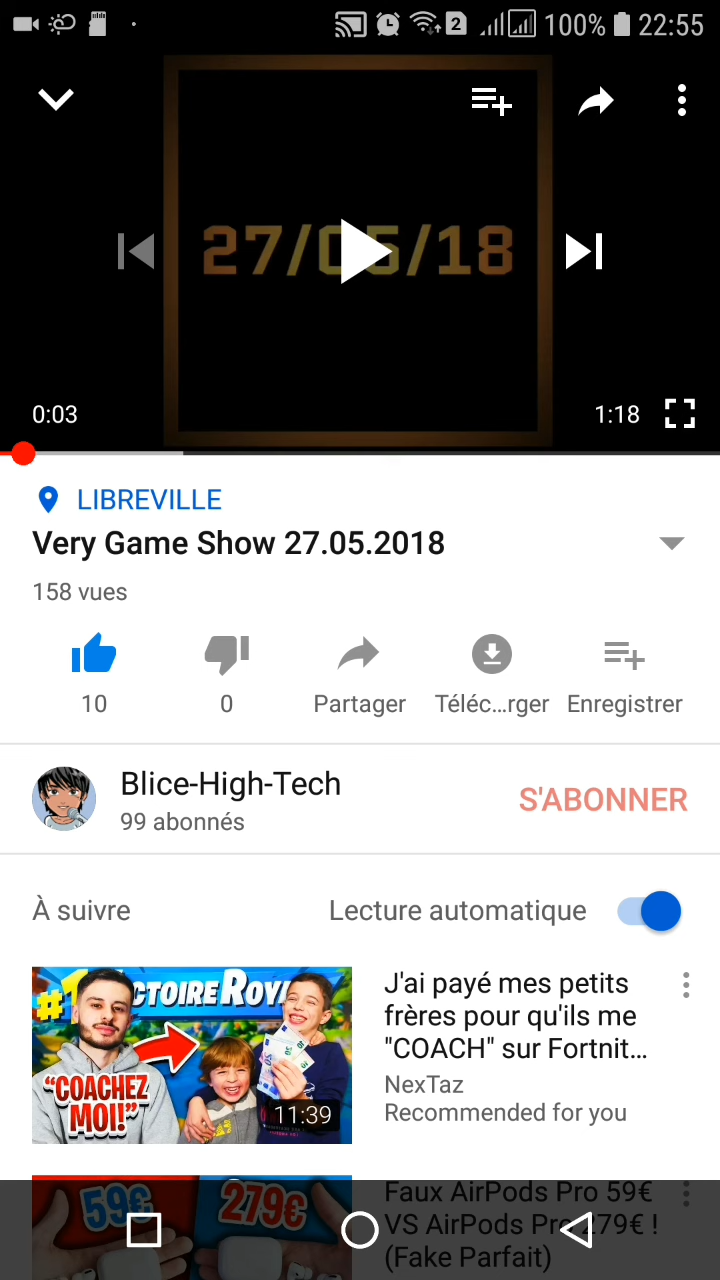 2 100% 22:55
27/05/18
0:03 1:18
LIBREVILLE
Very Game Show 27.05.2018
158 vues
10 0 Partager Téléc...rger Enregistrer
Blice-High-Tech
99 abonnés
S'ABONNER
À suivre Lecture automatique
#1 CTOIRE ROYA
"COACHEZ
MOI!"
11:39
J'ai payé mes petits
frères pour qu'ils me
"COACH" sur Fortnit...
NexTaz
Recommended for you
59€ 279€
Faux AirPods Pro 59€
VS AirPods Pro 279€ !
(Fake Parfait)